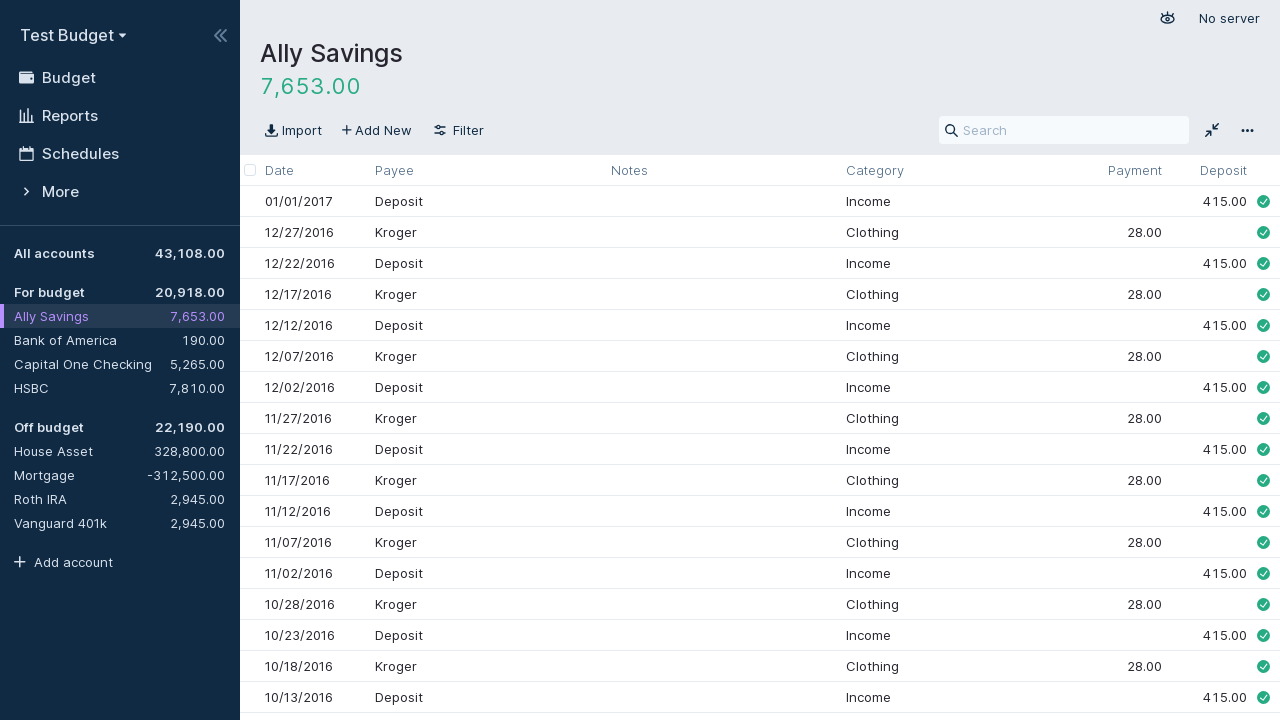 Test Budget
Budget
Reports
Schedules
More
All accounts 43,108.00
For budget 20,918.00
Ally Savings 7,653.00
Bank of America 190.00
Capital One Checking 5,265.00
HSBC 7,810.00
Off budget 22,190.00
House Asset 328,800.00
Mortgage -312,500.00
Roth IRA 2,945.00
Vanguard 401k 2,945.00
Add account
No server
Ally Savings
7,653.00
Import Add New Filter Search
Date Payee Notes Category Payment Deposit
01/01/2017 Deposit Income 415.00
12/27/2016 Kroger Clothing 28.00
12/22/2016 Deposit Income 415.00
12/17/2016 Kroger Clothing 28.00
12/12/2016 Deposit Income 415.00
12/07/2016 Kroger Clothing 28.00
12/02/2016 Deposit Income 415.00
11/27/2016 Kroger Clothing 28.00
11/22/2016 Deposit Income 415.00
11/17/2016 Kroger Clothing 28.00
11/12/2016 Deposit Income 415.00
11/07/2016 Kroger Clothing 28.00
11/02/2016 Deposit Income 415.00
10/28/2016 Kroger Clothing 28.00
10/23/2016 Deposit Income 415.00
10/18/2016 Kroger Clothing 28.00
10/13/2016 Deposit Income 415.00